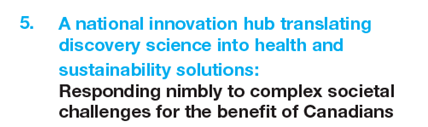 5. A national innovation hub translating
discovery science into health and
sustainability solutions:
Responding nimbly to complex societal
challenges for the benefit of Canadians